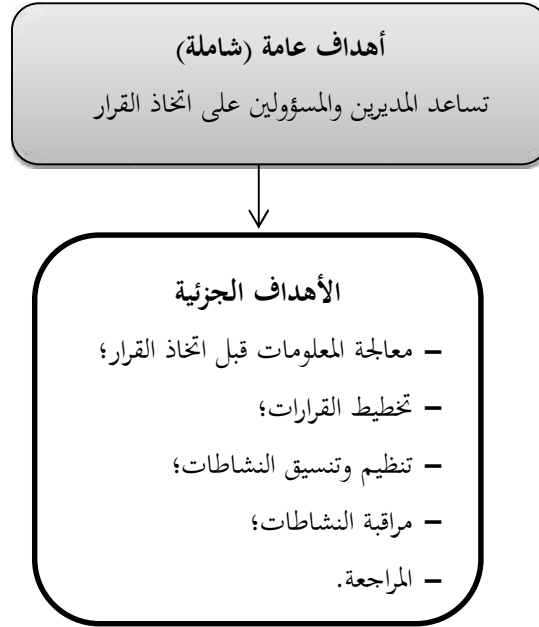 أهداف عامة (شاملة)
تساعد المديرين والمسؤولين على اتخاذ القرار
الأهداف الجزئية
– معالجة المعلومات قبل اتخاذ القرار؛
– تخطيط القرارات؛
– تنظيم وتنسيق النشاطات؛
– مراقبة النشاطات؛
– المراجعة.